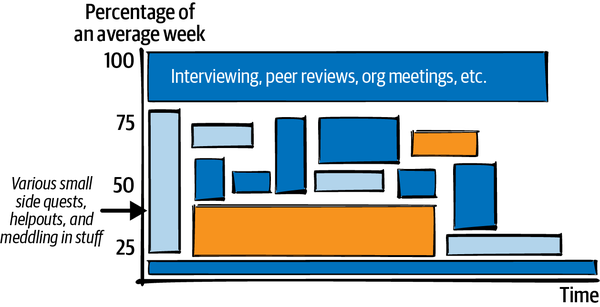 Percentage of
an average week
100
Interviewing, peer reviews, org meetings, etc.
75
50
Various small
side quests,
helpouts, and
meddling in stuff
25
Time